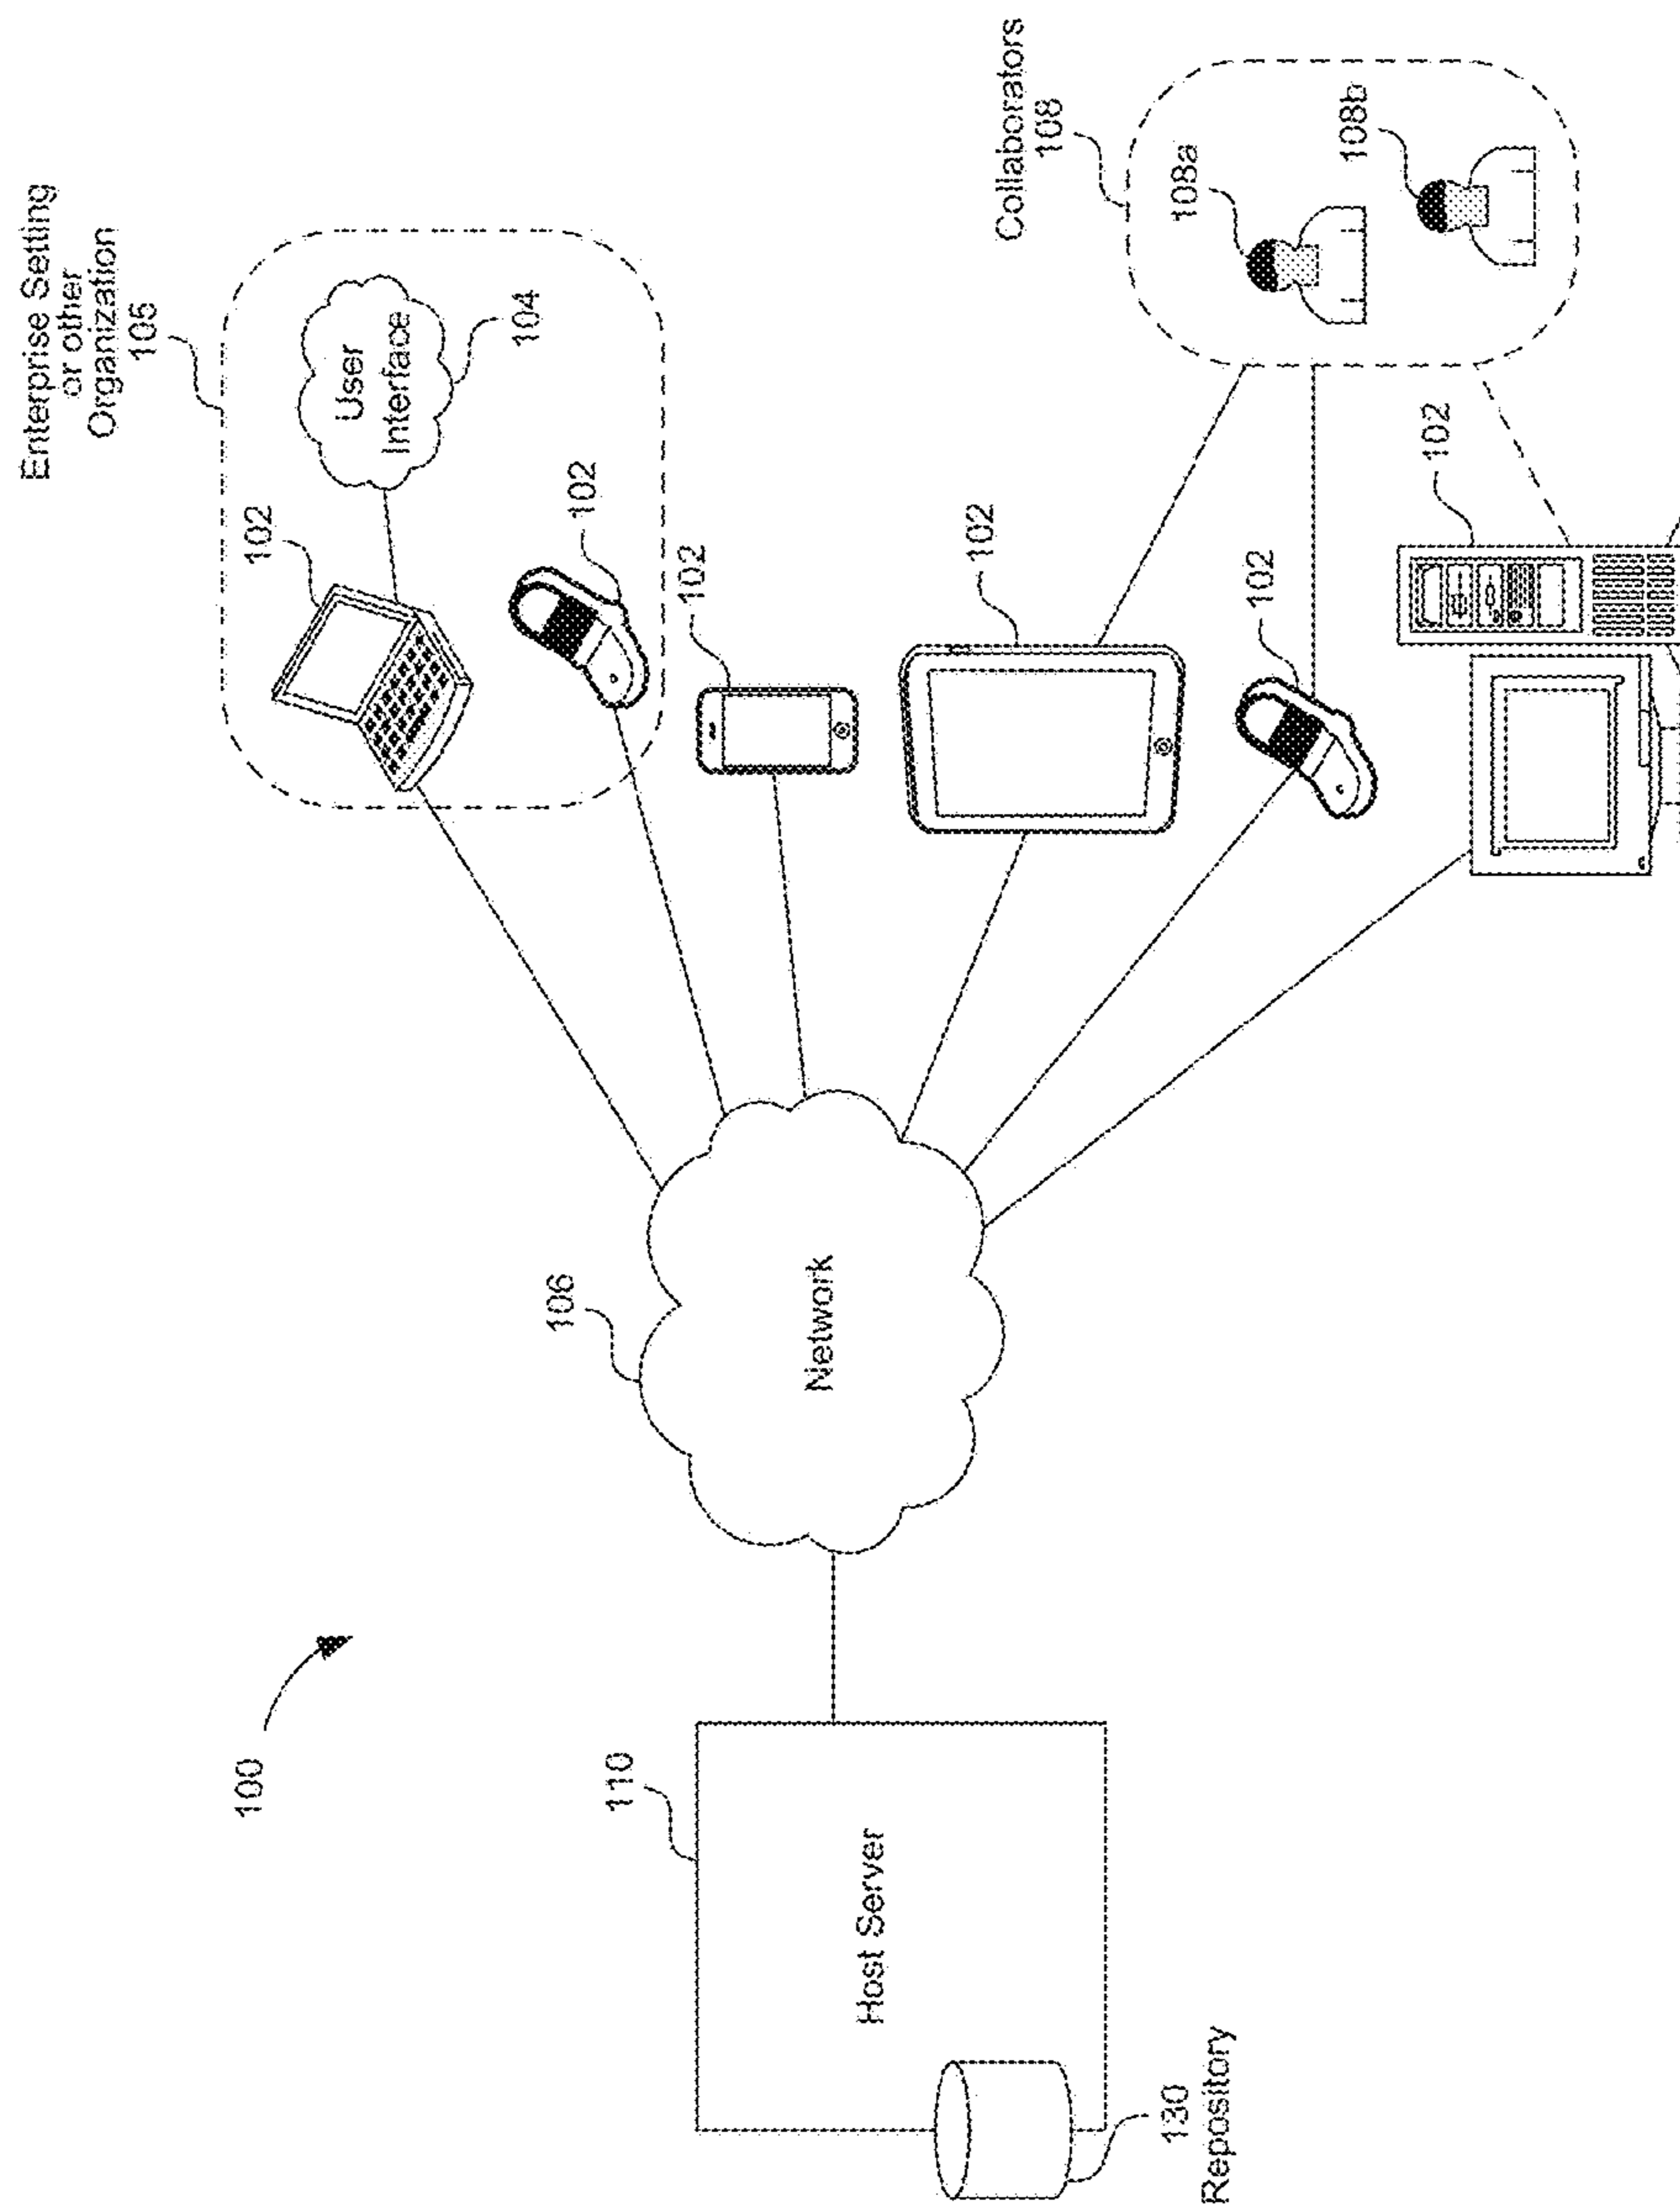 100
Enterprise Setting
or other
Organization
105
102
User
Interface
104
102
102
106
Network
110
Host Server
130
Repository
102
102
102
Collaborators
108
108a
108b